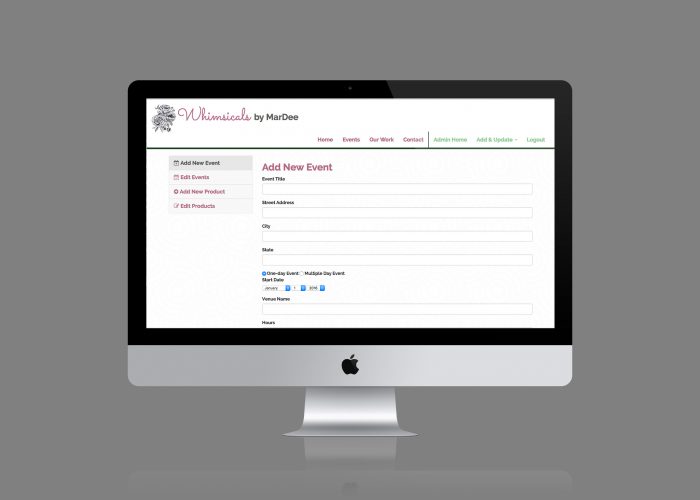 Whimsicals by MarDee
Home Events Our Work Contact Admin Home Add & Update Logout
Add New Event
Edit Events
Add New Product
Edit Products
Add New Event
Event Title
Street Address
City
State
One-day Event Multiple Day Event
Start Date
January 1 2016
Venue Name
Hours